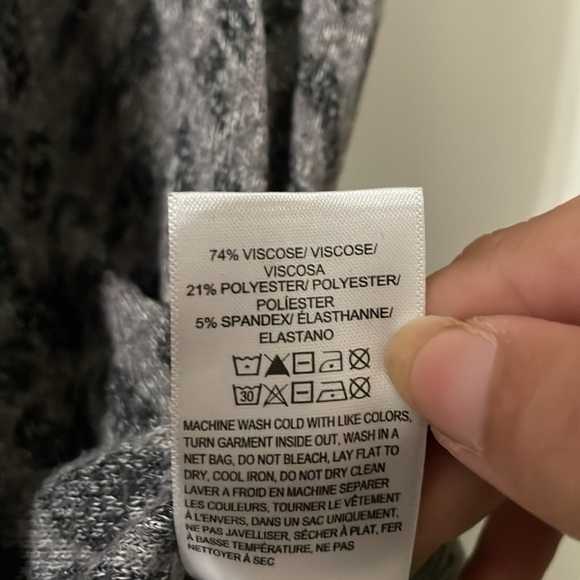 74% VISCOSE/ VISCOSE/
VISCOSA
21% POLYESTER/ POLYESTER/
POLÍESTER
5% SPANDEX/ ÉLASTHANNE/
ELASTANO
30
MACHINE WASH COLD WITH LIKE COLORS,
TURN GARMENT INSIDE OUT, WASH IN A
NET BAG, DO NOT BLEACH, LAY FLAT TO
DRY, COOL IRON, DO NOT DRY CLEAN
LAVER A FROID EN MACHINE SEPARER
LES COULEURS, TOURNER LE VÊTEMENT
À L'ENVERS, DANS UN SAC UNIQUEMENT,
NE PAS JAVELLISER, SÉCHER À PLAT, FER
À BASSE TEMPÉRATURE, NE PAS
NETTOYER À SEC